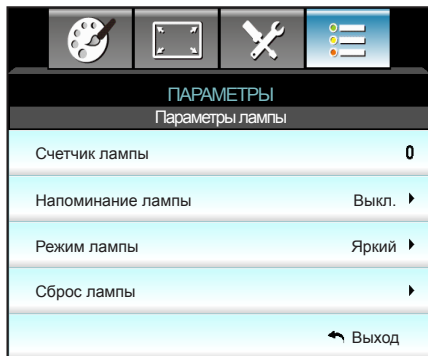 ПАРАМЕТРЫ
Параметры лампы
Счетчик лампы 0
Напоминание лампы Выкл.
Режим лампы Яркий
Сброс лампы
Выход